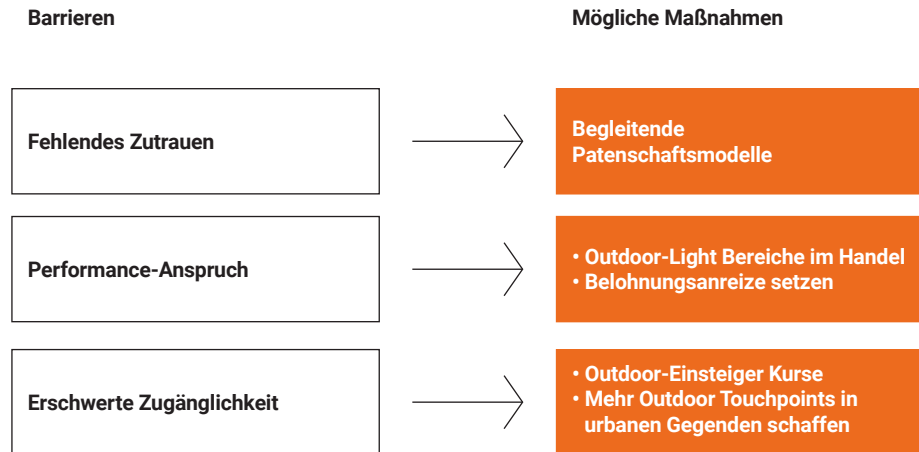 Barrieren
Mögliche Maßnahmen
Fehlendes Zutrauen
Begleitende
Patenschaftsmodelle
Performance-Anspruch
• Outdoor-Light Bereiche im Handel
• Belohnungsanreize setzen
Erschwerte Zugänglichkeit
• Outdoor-Einsteiger Kurse
• Mehr Outdoor Touchpoints in
urbanen Gegenden schaffen